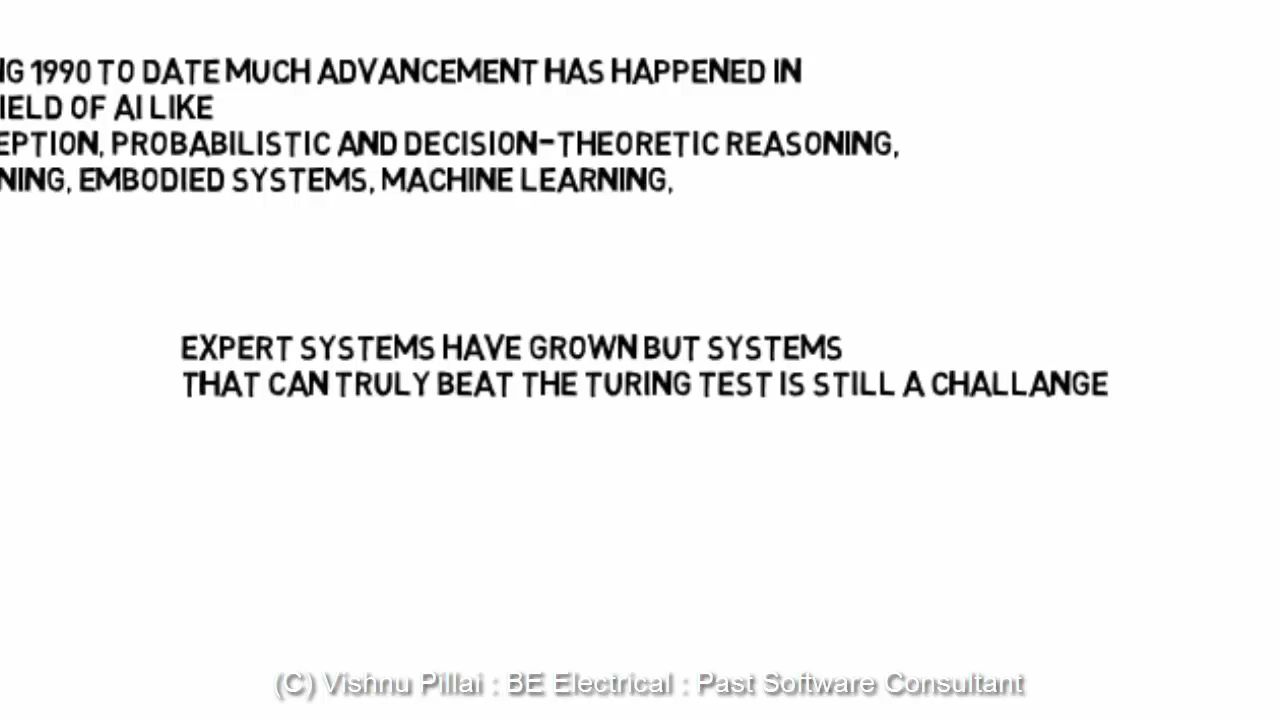 G 1990 TO DATE MUCH ADVANCEMENT HAS HAPPENED IN
IELD OF AI LIKE
EPTION, PROBABILISTIC AND DECISION-THEORETIC REASONING,
NING, EMBODIED SYSTEMS, MACHINE LEARNING,
EXPERT SYSTEMS HAVE GROWN BUT SYSTEMS
THAT CAN TRULY BEAT THE TURING TEST IS STILL A CHALLANGE
(C) Vishnu Pillai : BE Electrical : Past Software Consultant